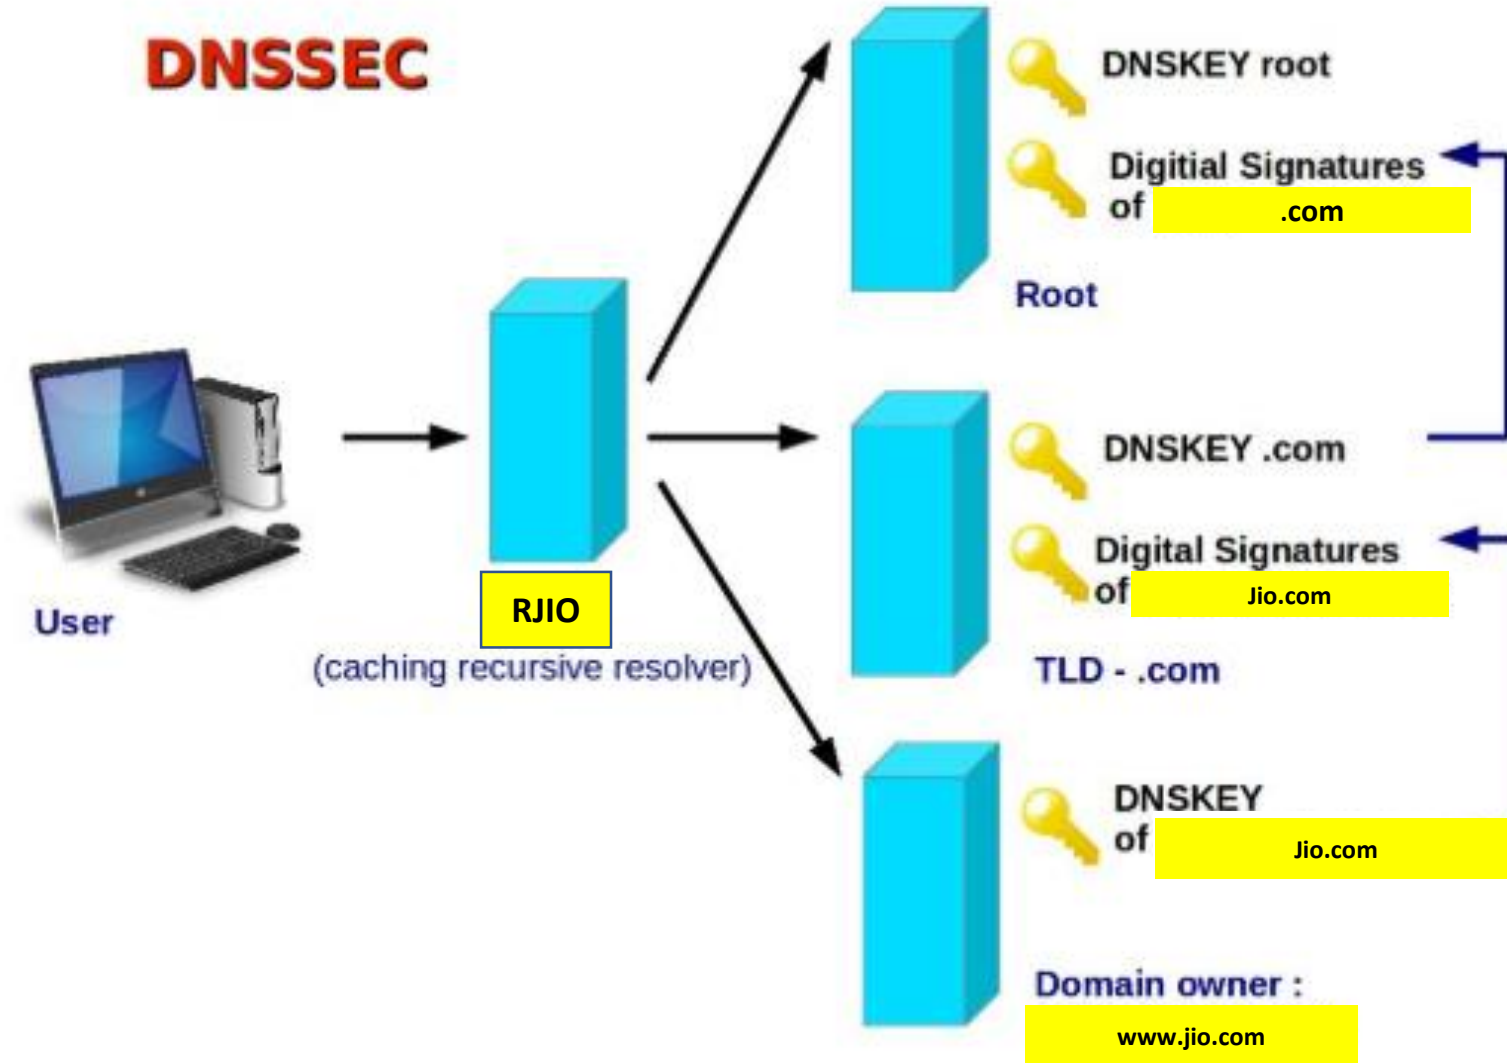 DNSSEC
DNSKEY root
Digitial Signatures
of .com
Root
User
RJIO
(caching recursive resolver)
DNSKEY .com
Digital Signatures
of Jio.com
TLD - .com
DNSKEY
of Jio.com
Domain owner :
www.jio.com